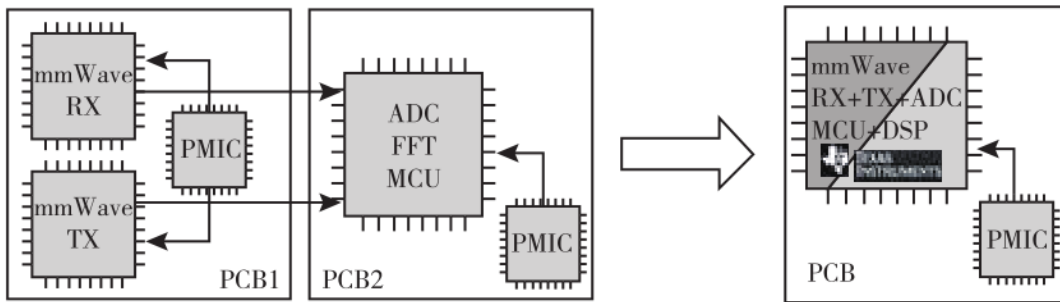 mmWave
RX
PMIC
mmWave
TX
PCB1
ADC
FFT
MCU
PMIC
PCB2
mmWave
RX+TX+ADC
MCU+DSP
TEXAS
INSTRUMENTS
PMIC
PCB